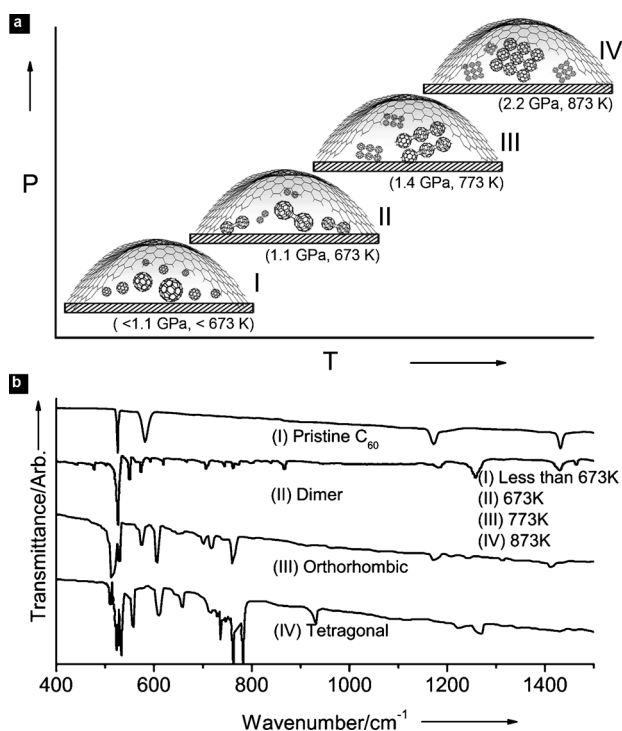 a
IV
(2.2 GPa, 873 K)
III
P
(1.4 GPa, 773 K)
II
(1.1 GPa, 673 K)
I
( <1.1 GPa, < 673 K)
T
b
Transmittance/Arb.
(I) Pristine C60
(I) Less than 673K
(II) Dimer
(II) 673K
(III) 773K
(IV) 873K
(III) Orthorhombic
(IV) Tetragonal
400 600 800 1000 1200 1400
Wavenumber/cm-1